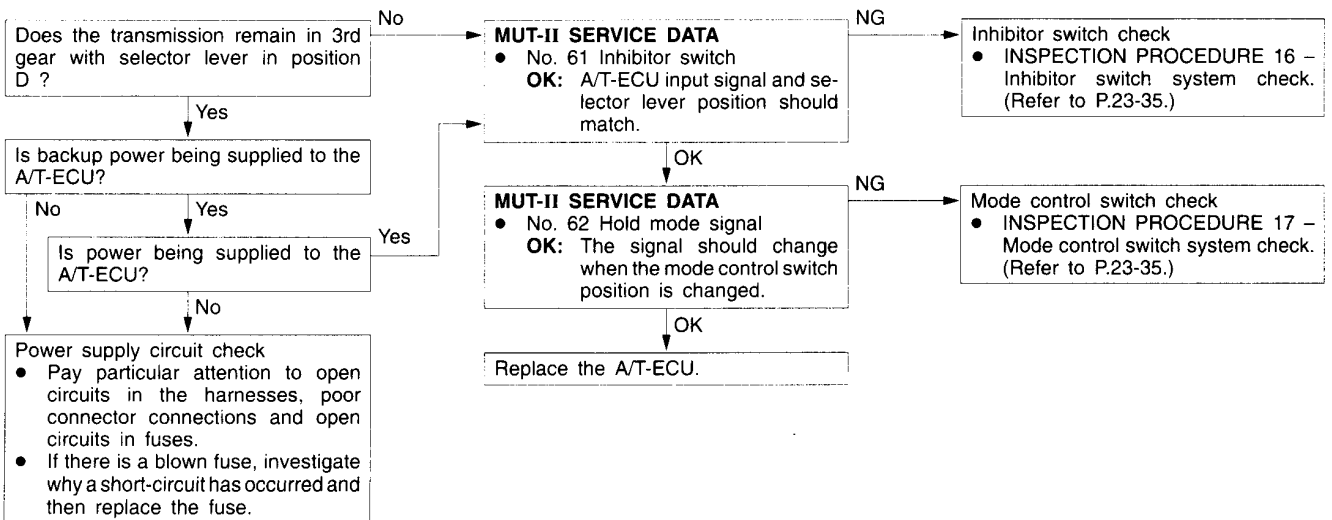 Does the transmission remain in 3rd
gear with selector lever in position
D ?
No
Yes
Is backup power being supplied to the
A/T-ECU?
No
Yes
Is power being supplied to the
A/T-ECU?
Yes
No
Power supply circuit check
● Pay particular attention to open
circuits in the harnesses, poor
connector connections and open
circuits in fuses.
● If there is a blown fuse, investigate
why a short-circuit has occurred and
then replace the fuse.
MUT-II SERVICE DATA
● No. 61 Inhibitor switch
OK: A/T-ECU input signal and se-
lector lever position should
match.
NG
OK
MUT-II SERVICE DATA
● No. 62 Hold mode signal
OK: The signal should change
when the mode control switch
position is changed.
NG
OK
Replace the A/T-ECU.
Inhibitor switch check
● INSPECTION PROCEDURE 16 –
Inhibitor switch system check.
(Refer to P.23-35.)
Mode control switch check
● INSPECTION PROCEDURE 17 –
Mode control switch system check.
(Refer to P.23-35.)